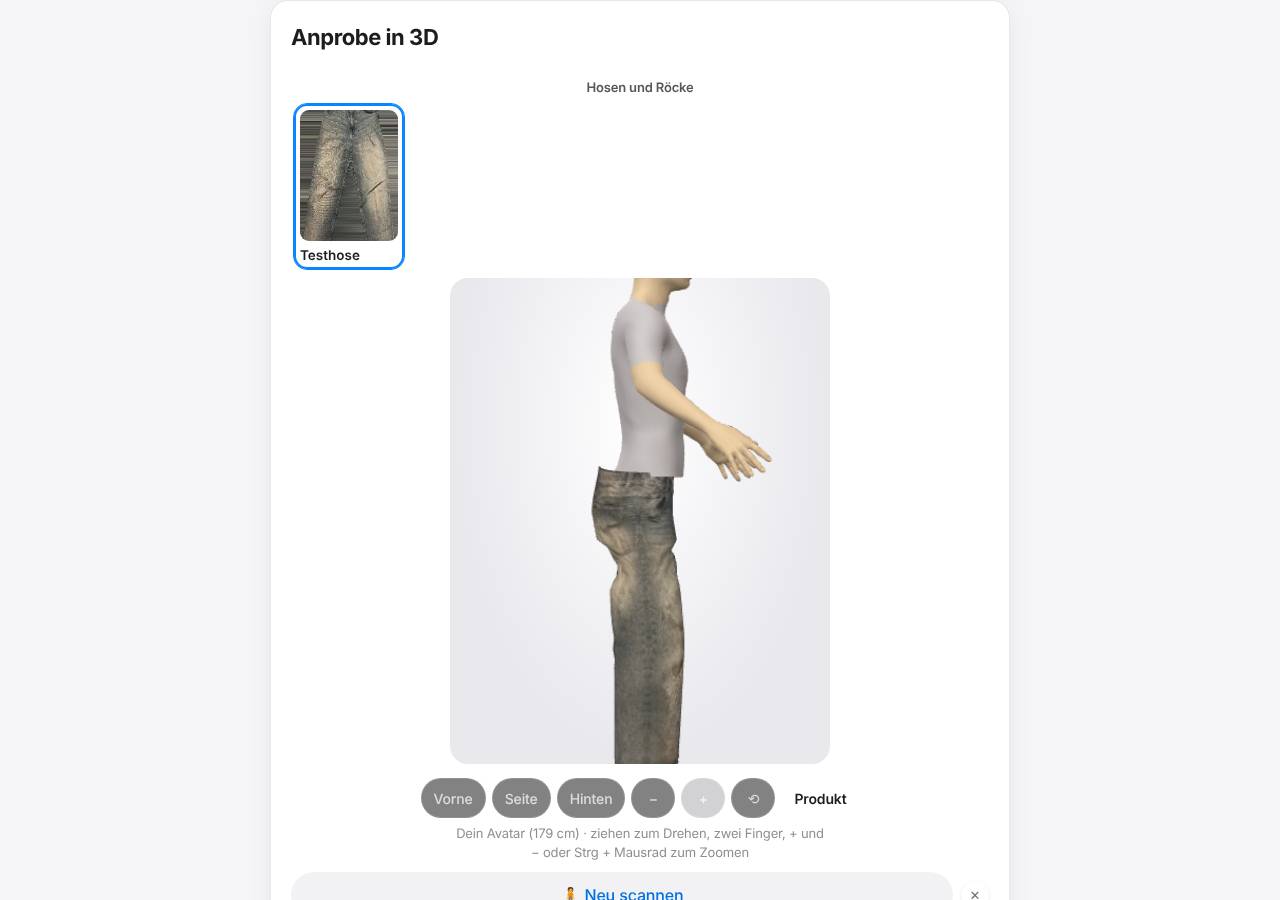 Anprobe in 3D
Hosen und Röcke
Testhose
Vorne Seite Hinten − + ⟲ Produkt
Dein Avatar (179 cm) · ziehen zum Drehen, zwei Finger, + und
− oder Strg + Mausrad zum Zoomen
🧍 Neu scannen ×